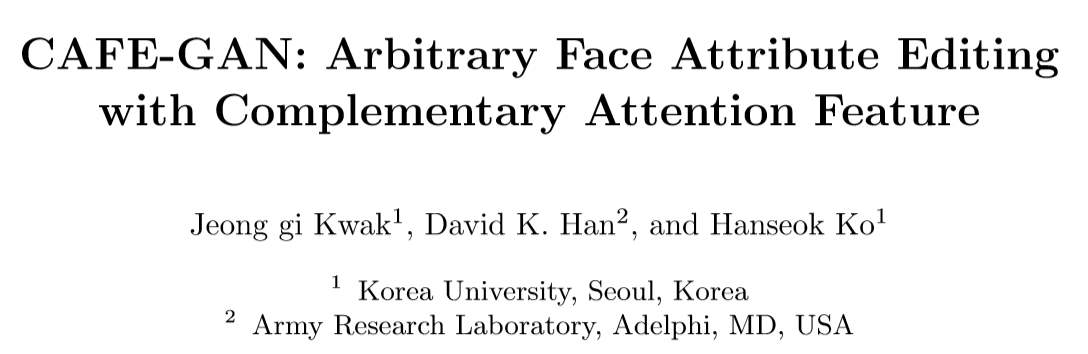 CAFE-GAN: Arbitrary Face Attribute Editing
with Complementary Attention Feature
Jeong gi Kwak¹, David K. Han², and Hanseok Ko¹
¹ Korea University, Seoul, Korea
² Army Research Laboratory, Adelphi, MD, USA